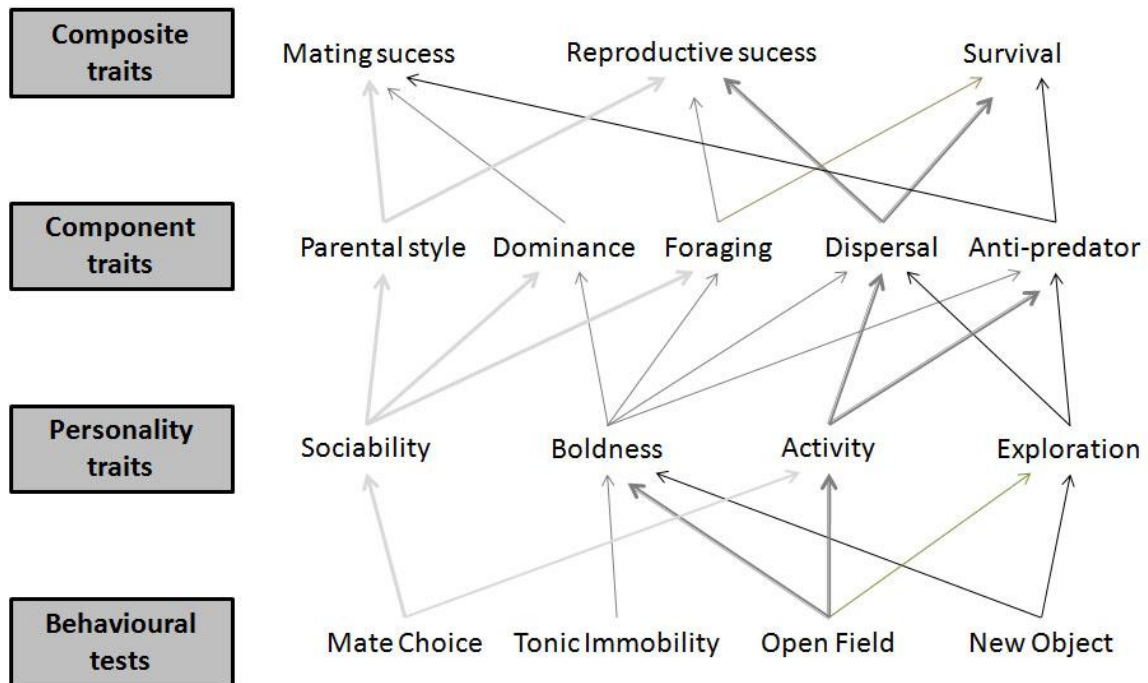 Composite
traits
Mating sucess Reproductive sucess Survival
Component
traits
Parental style Dominance Foraging Dispersal Anti-predator
Personality
traits
Sociability Boldness Activity Exploration
Behavioural
tests
Mate Choice Tonic Immobility Open Field New Object